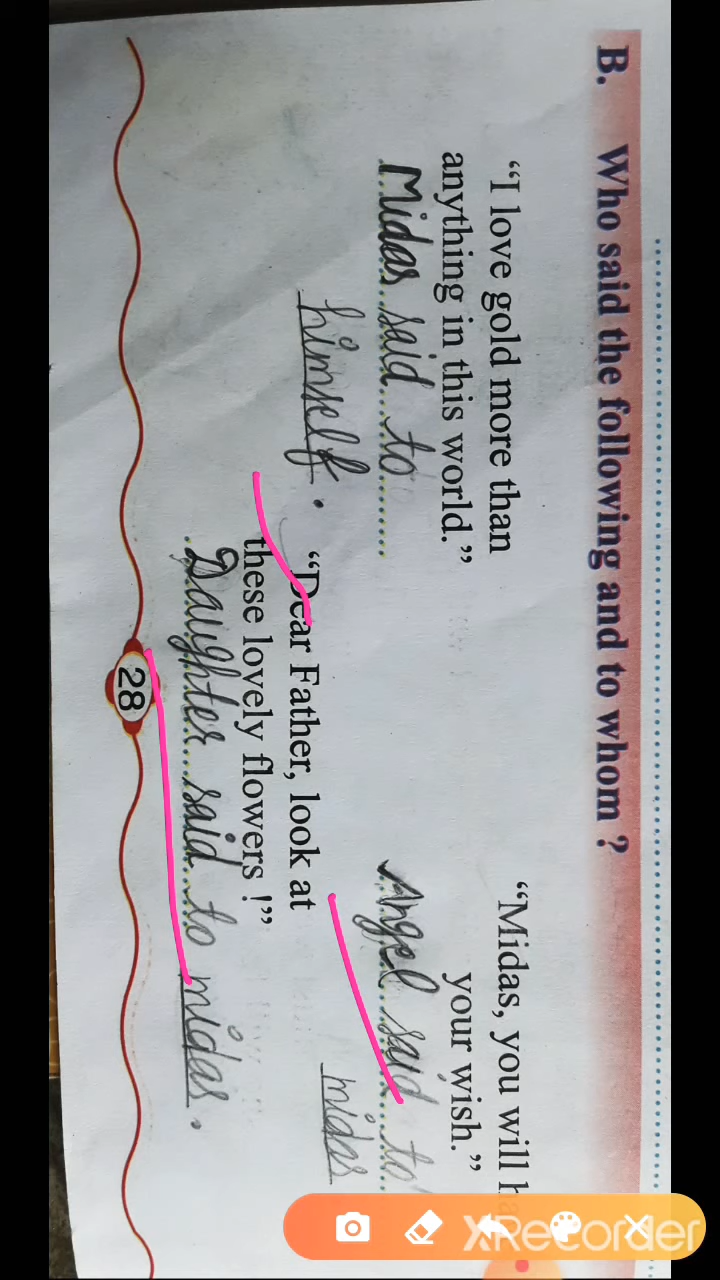 B. Who said the following and to whom ?
“I love gold more than
anything in this world.”
Midas said to
himself.
“Midas, you will
your wish.”
Angel said to
midas
“Dear Father, look at
these lovely flowers !”
Daughter said to midas.
28
XRecorder